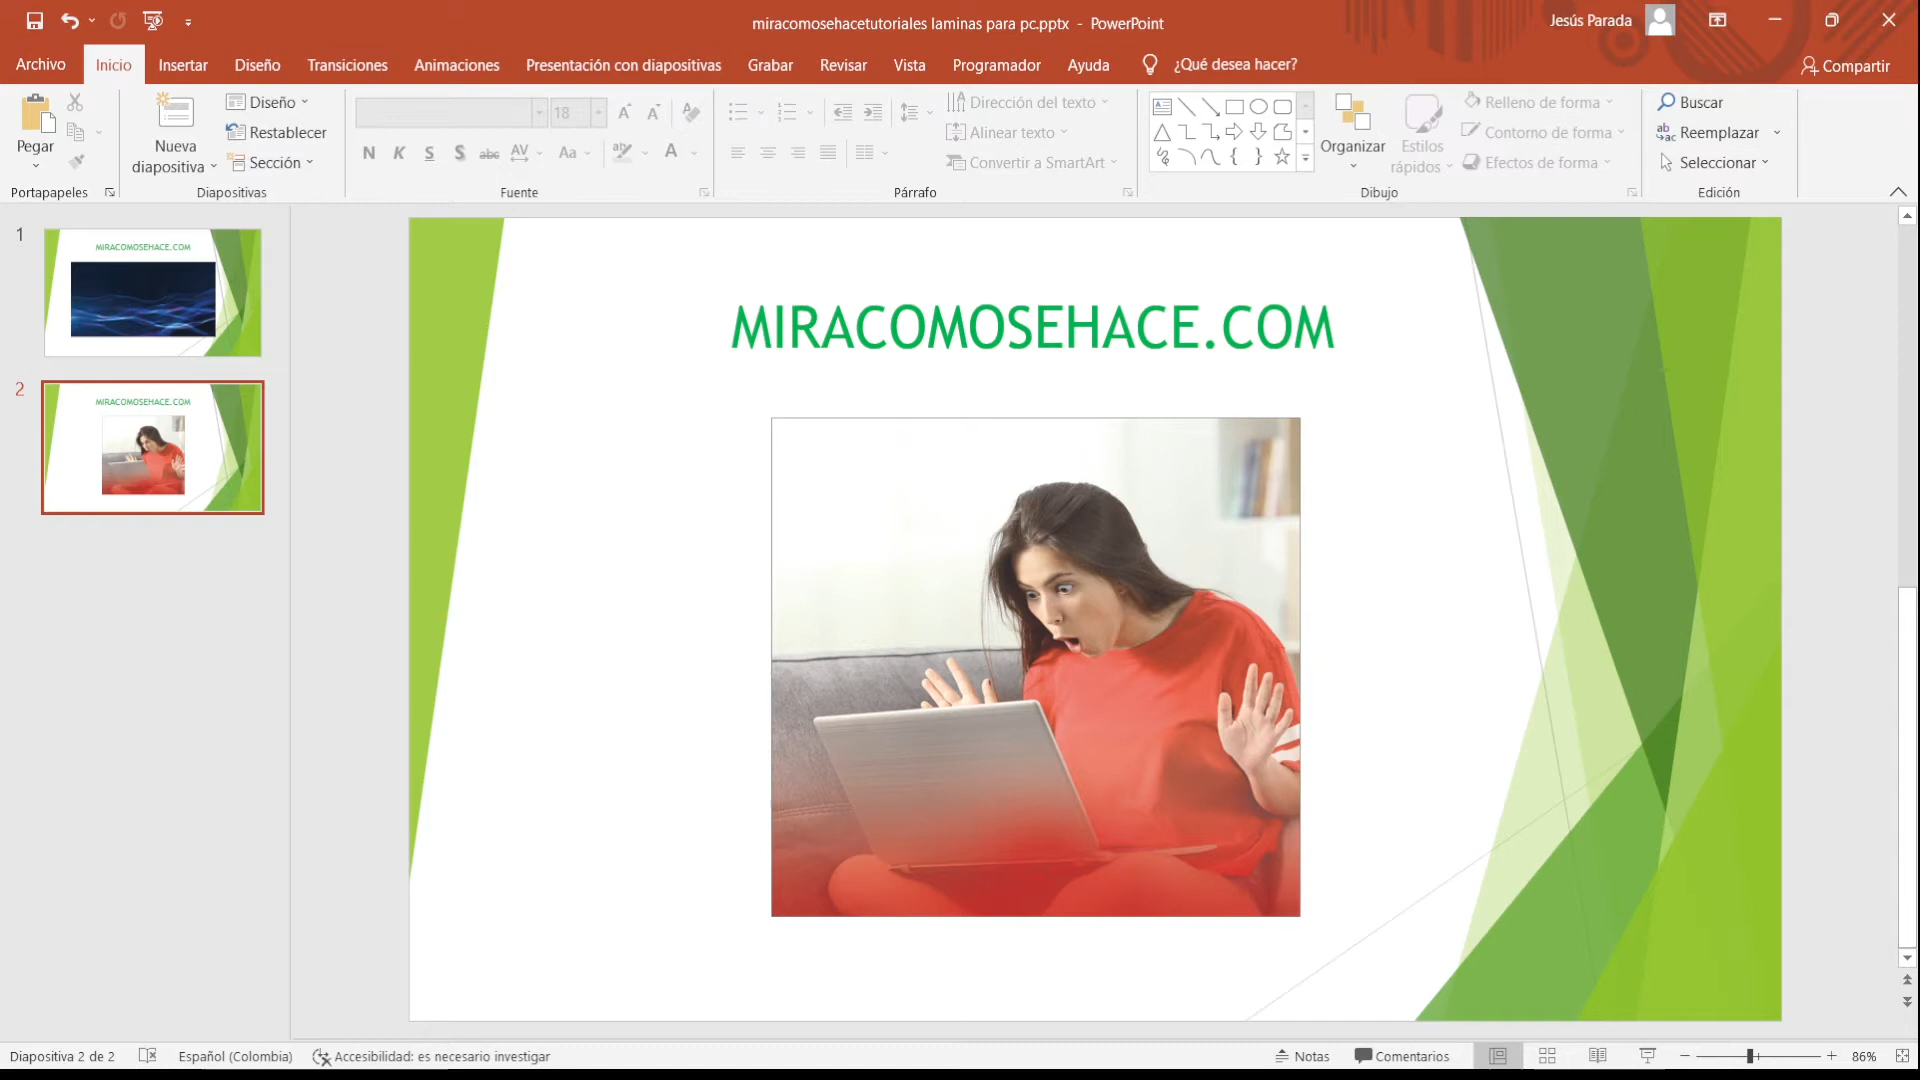 miracomosehacetutoriales laminas para pc.pptx - PowerPoint
Jesús Parada
Archivo
Inicio
Insertar
Diseño
Transiciones
Animaciones
Presentación con diapositivas
Grabar
Revisar
Vista
Programador
Ayuda
¿Qué desea hacer?
Compartir
Pegar
Portapapeles
Nueva
diapositiva
Diseño
Restablecer
Sección
Diapositivas
18
N K S S abc AV Aa A
Fuente
Dirección del texto
Alinear texto
Convertir a SmartArt
Párrafo
Organizar
Estilos
rápidos
Relleno de forma
Contorno de forma
Efectos de forma
Dibujo
Buscar
Reemplazar
Seleccionar
Edición
1
MIRACOMOSEHACE.COM
2
MIRACOMOSEHACE.COM
MIRACOMOSEHACE.COM
Diapositiva 2 de 2
Español (Colombia)
Accesibilidad: es necesario investigar
Notas
Comentarios
86%